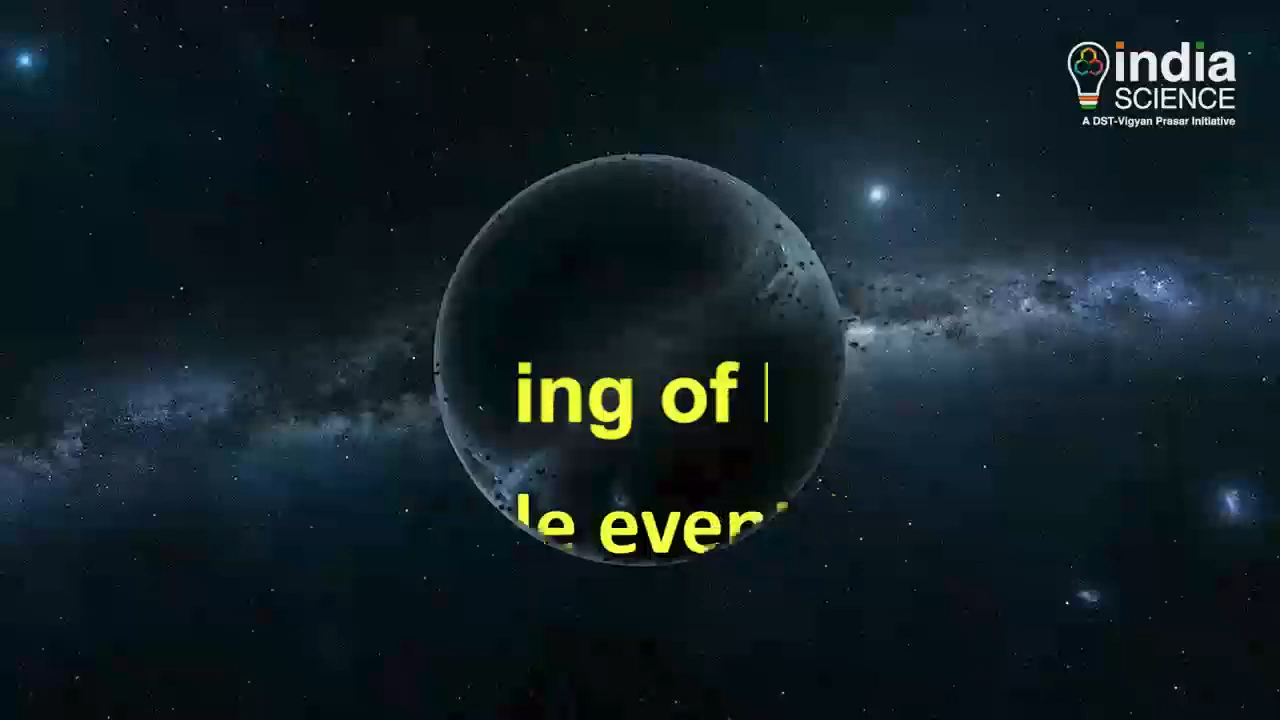 india
SCIENCE
A DST-Vigyan Prasar Initiative
ing of
le even